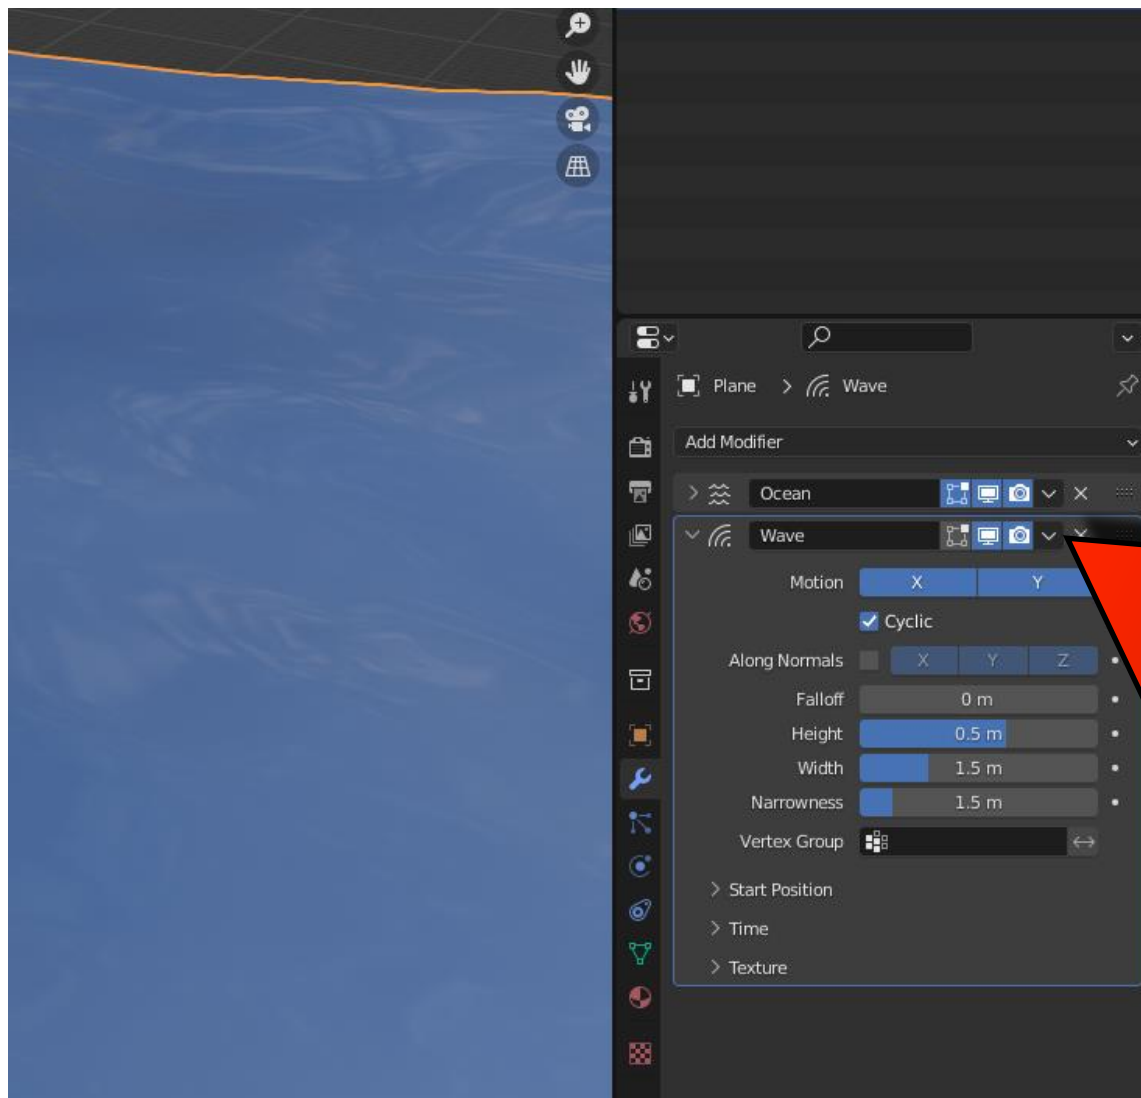 Plane > Wave
Add Modifier
Ocean
Wave
Motion X Y
Cyclic
Along Normals X Y Z
Falloff 0 m
Height 0.5 m
Width 1.5 m
Narrowness 1.5 m
Vertex Group
Start Position
Time
Texture